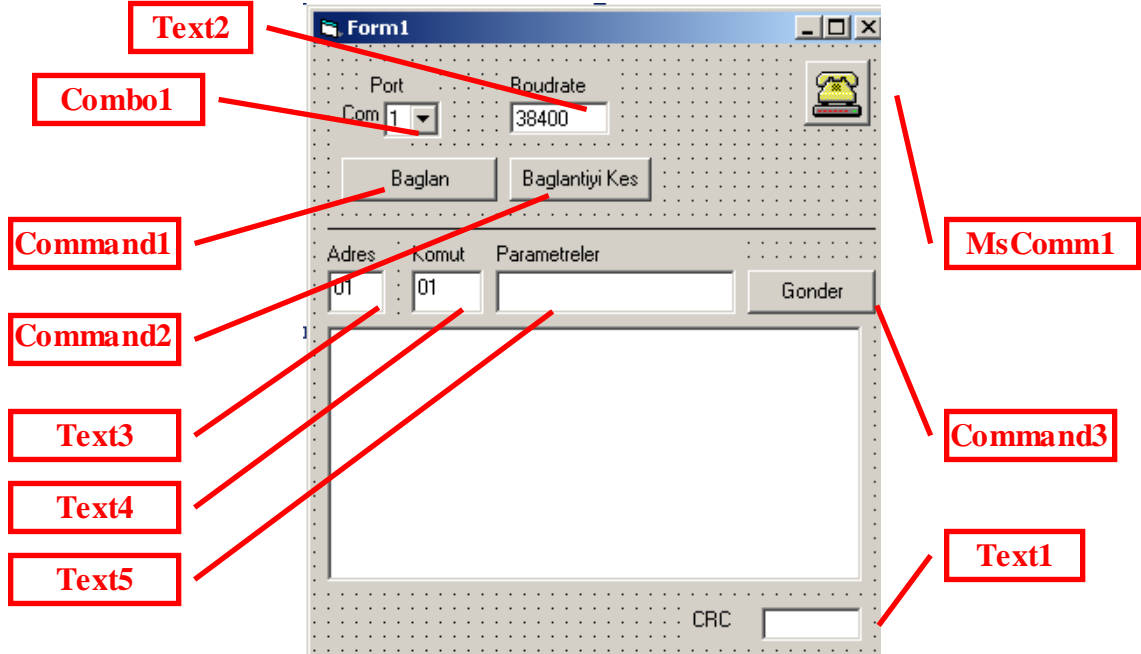 Text2
Form1
Combo1
Port
Boudrate
Com 1
38400
Baglan
Baglantiyi Kes
Command1
MsComm1
Adres Komut Parametreler
01 01
Gonder
Command2
Text3
Command3
Text4
Text5
Text1
CRC